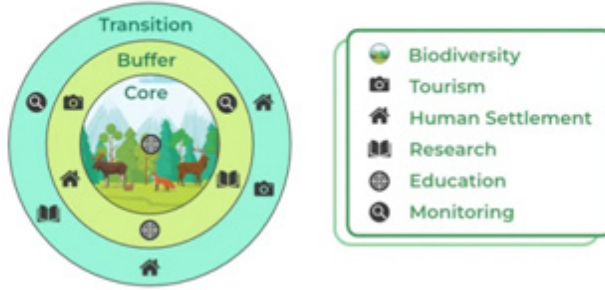 Transition
Buffer
Core
Biodiversity
Tourism
Human Settlement
Research
Education
Monitoring